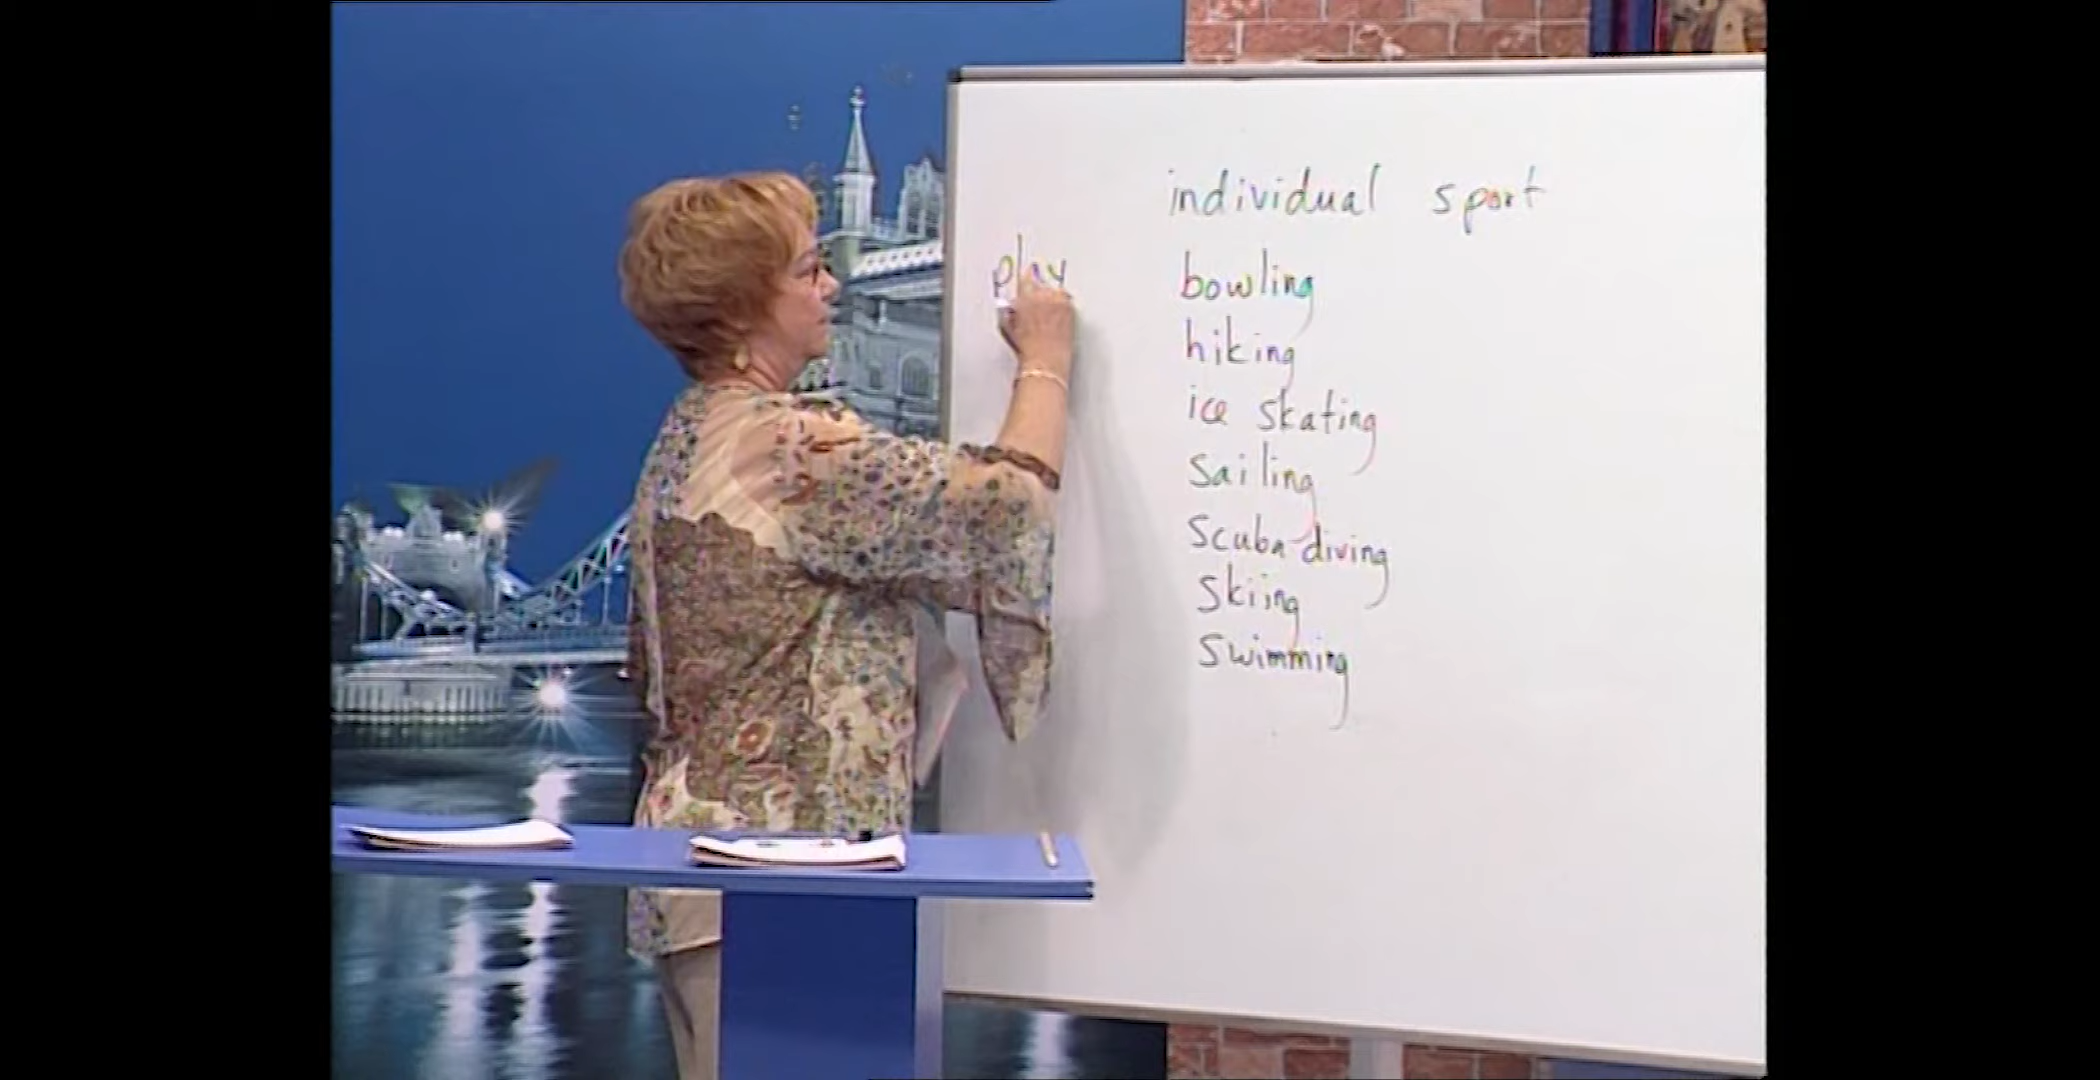 individual sport
play bowling
hiking
ice skating
sailing
scuba-diving
skiing
swimming